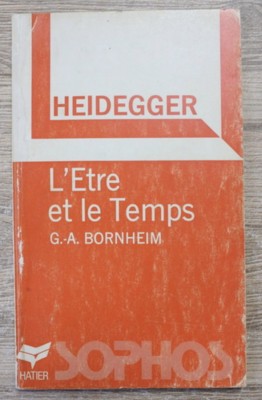 HEIDEGGER
L'Etre
et le Temps
G.-A. BORNHEIM
HATIER
SOPHOS